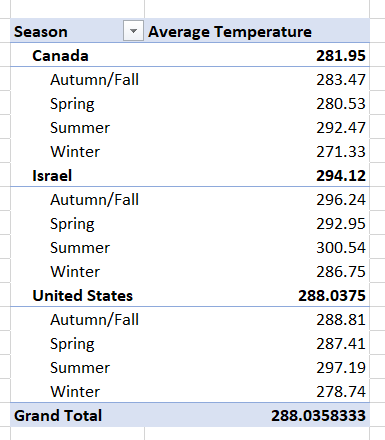 Season Average Temperature
Canada 281.95
Autumn/Fall 283.47
Spring 280.53
Summer 292.47
Winter 271.33
Israel 294.12
Autumn/Fall 296.24
Spring 292.95
Summer 300.54
Winter 286.75
United States 288.0375
Autumn/Fall 288.81
Spring 287.41
Summer 297.19
Winter 278.74
Grand Total 288.0358333